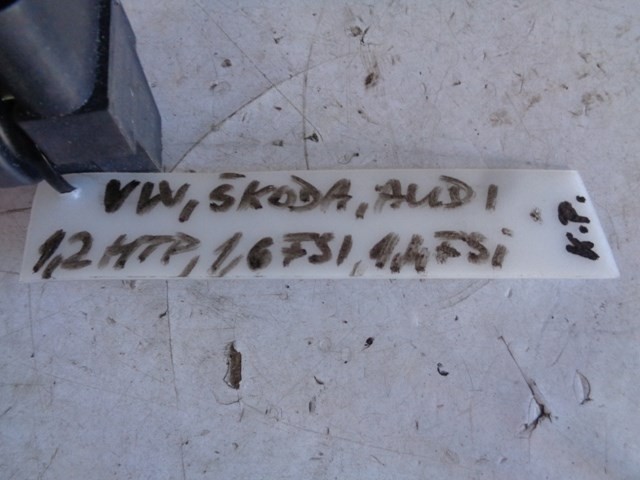 VW, ŠKODA, AUDI
1,2 HTP, 1,6 FSI, 1,4 FSi
K.P.